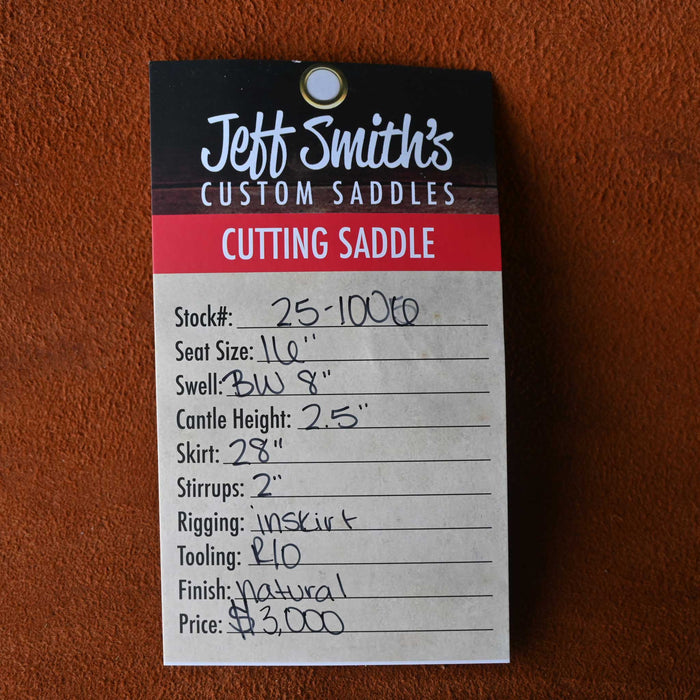 Jeff Smith's
CUSTOM SADDLES
CUTTING SADDLE
Stock#: 25-10066
Seat Size: 16"
Swell: BW 8"
Cantle Height: 2.5"
Skirt: 28"
Stirrups: 2"
Rigging: inskirt
Tooling: R10
Finish: Natural
Price: $3,000